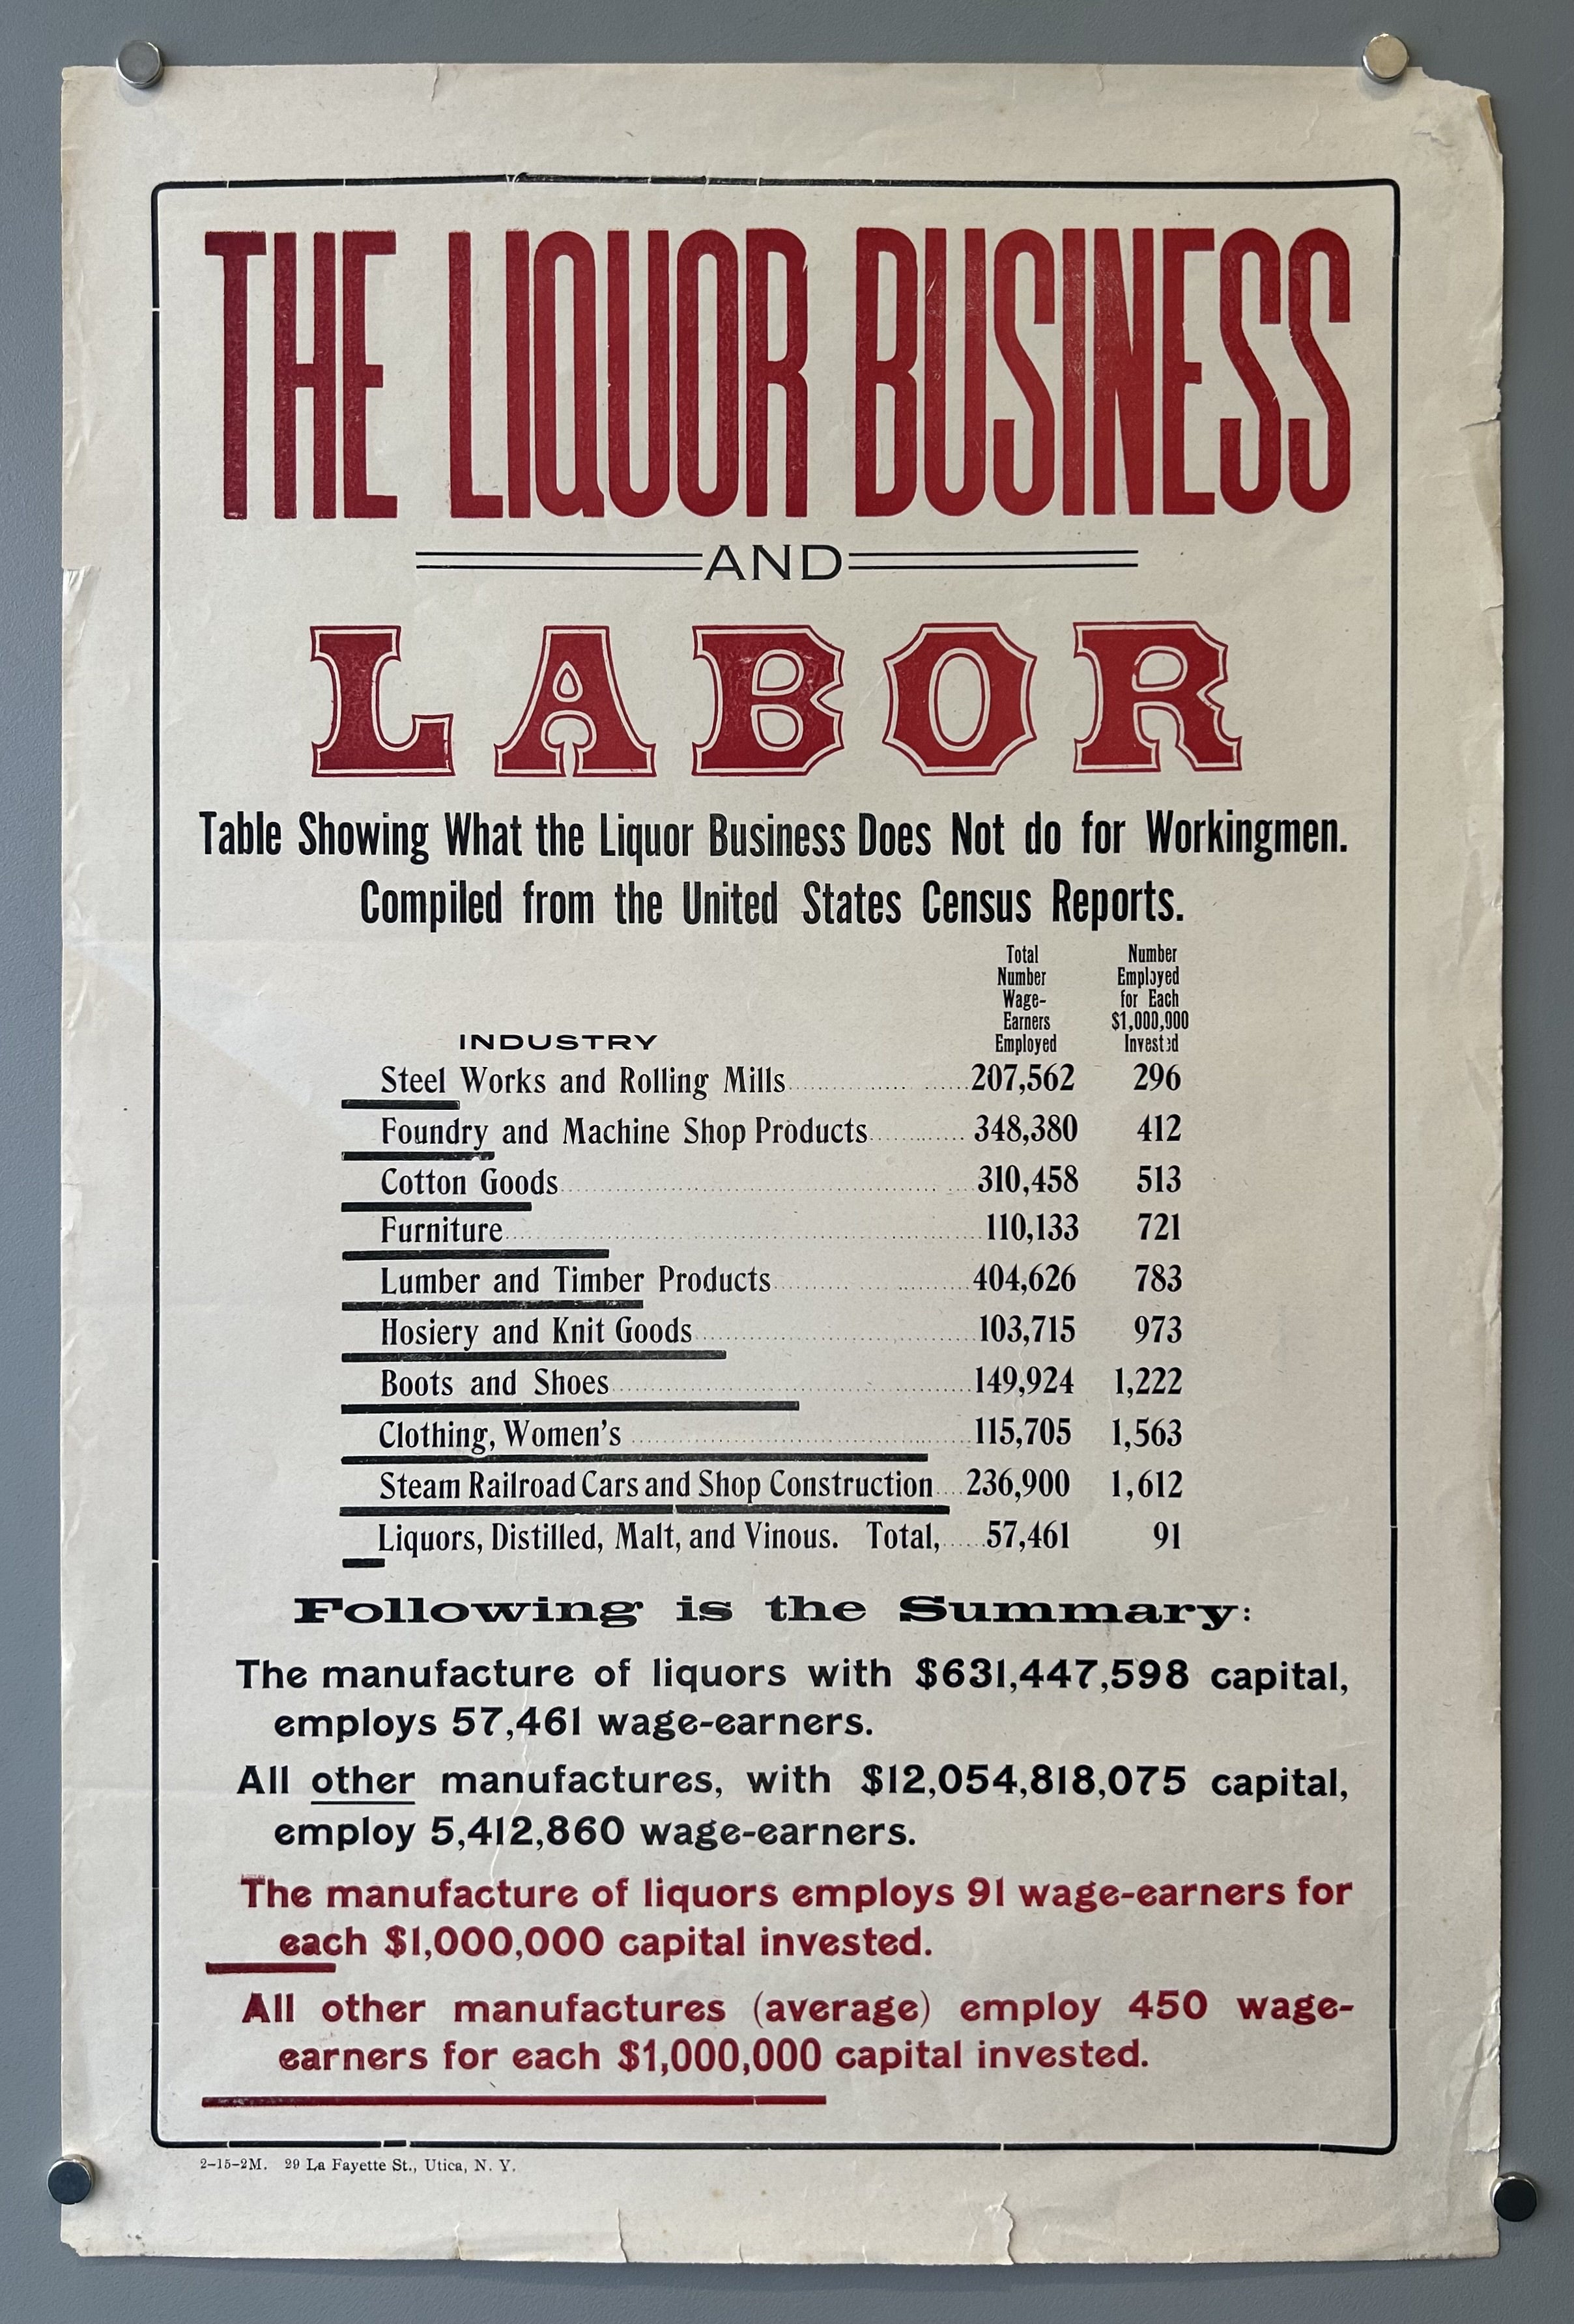 THE LIQUOR BUSINESS
AND
LABOR
Table Showing What the Liquor Business Does Not do for Workingmen.
Compiled from the United States Census Reports.
INDUSTRY Total Number Wage-Earners Employed Number Employed for Each $1,000,900 Invested
Steel Works and Rolling Mills 207,562 296
Foundry and Machine Shop Products 348,380 412
Cotton Goods 310,458 513
Furniture 110,133 721
Lumber and Timber Products 404,626 783
Hosiery and Knit Goods 103,715 973
Boots and Shoes 149,924 1,222
Clothing, Women's 115,705 1,563
Steam Railroad Cars and Shop Construction 236,900 1,612
Liquors, Distilled, Malt, and Vinous. Total, 57,461 91
Following is the Summary:
The manufacture of liquors with $631,447,598 capital,
employs 57,461 wage-earners.
All other manufactures, with $12,054,818,075 capital,
employ 5,412,860 wage-earners.
The manufacture of liquors employs 91 wage-earners for
each $1,000,000 capital invested.
All other manufactures (average) employ 450 wage-
earners for each $1,000,000 capital invested.
2-15-2M. 29 La Fayette St., Utica, N. Y.